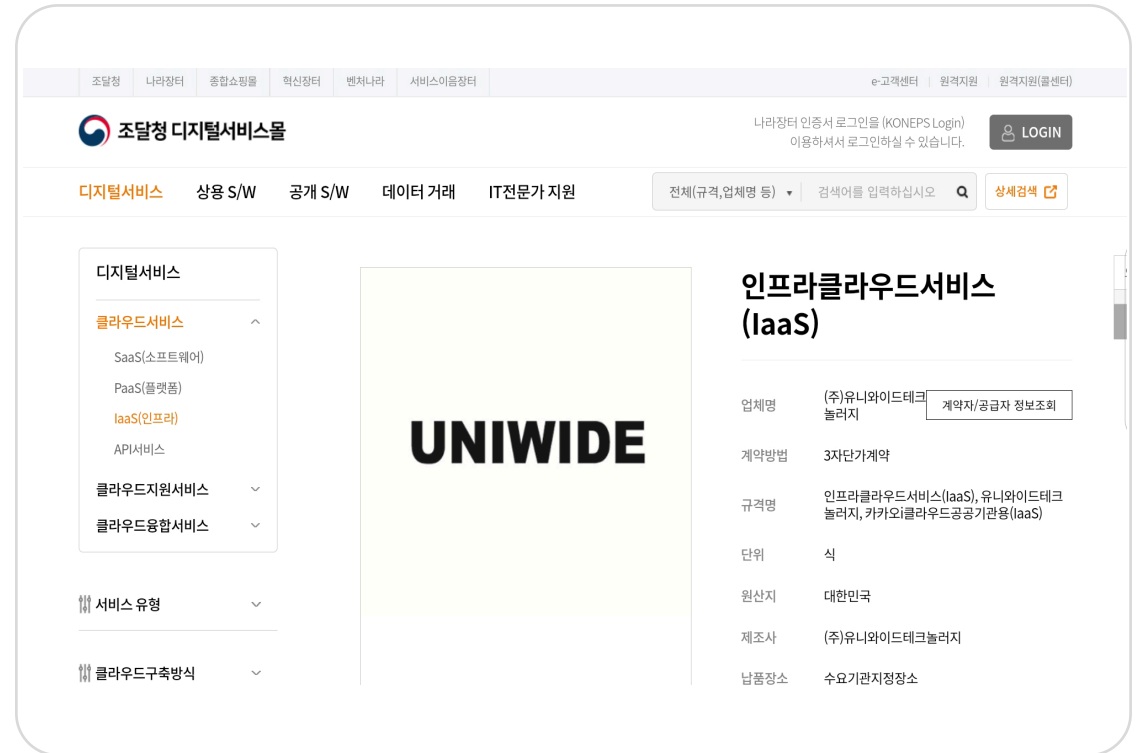 조달청 나라장터 종합쇼핑몰 혁신장터 벤처나라 서비스이음장터 e-고객센터 원격지원 원격지원(콜센터)
조달청 디지털서비스몰
나라장터 인증서 로그인을 (KONEPS Login)
이용하셔서 로그인하실 수 있습니다.
LOGIN
디지털서비스 상용 S/W 공개 S/W 데이터 거래 IT전문가 지원
전체(규격,업체명 등) 검색어를 입력하십시오 상세검색
디지털서비스
클라우드서비스
SaaS(소프트웨어)
PaaS(플랫폼)
IaaS(인프라)
API서비스
클라우드지원서비스
클라우드융합서비스
서비스 유형
클라우드구축방식
UNIWIDE
인프라클라우드서비스
(IaaS)
업체명 (주)유니와이드테크
놀러지
계약자/공급자 정보조회
계약방법 3자단가계약
규격명 인프라클라우드서비스(IaaS), 유니와이드테크
놀러지, 카카오i클라우드공공기관용(IaaS)
단위 식
원산지 대한민국
제조사 (주)유니와이드테크놀러지
납품장소 수요기관지정장소